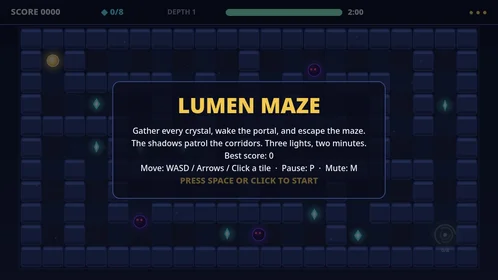 SCORE 0000
0/8
DEPTH 1
2:00
LUMEN MAZE
Gather every crystal, wake the portal, and escape the maze.
The shadows patrol the corridors. Three lights, two minutes.
Best score: 0
Move: WASD / Arrows / Click a tile · Pause: P · Mute: M
PRESS SPACE OR CLICK TO START